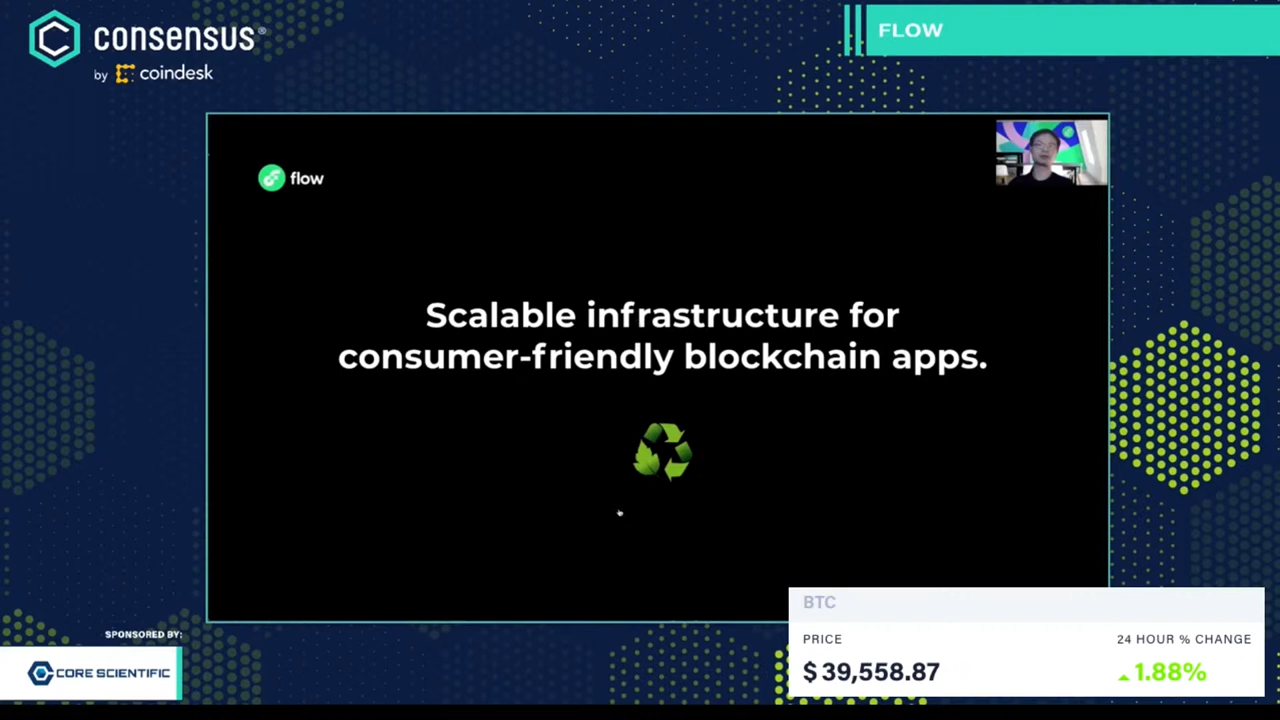 consensus®
by coindesk
FLOW
flow
Scalable infrastructure for
consumer-friendly blockchain apps.
SPONSORED BY:
CORE SCIENTIFIC
BTC
PRICE
24 HOUR % CHANGE
$ 39,558.87
1.88%